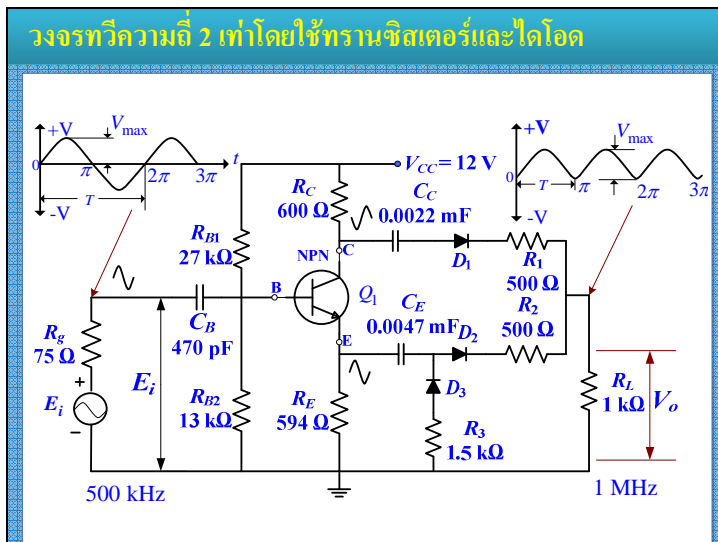 วงจรทวีความถี่ 2 เท่าโดยใช้ทรานซิสเตอร์และไดโอด
+V
Vmax
0
π
2π
3π
t
T
-V
+V
Vmax
0
T
π
2π
3π
-V
VCC = 12 V
RC
600 Ω
CC
0.0022 mF
RB1
27 kΩ
NPN
C
D1
R1
500 Ω
B
Q1
CE
0.0047 mF
R2
500 Ω
D2
E
CB
470 pF
Rg
75 Ω
+
Ei
−
Ei
RB2
13 kΩ
RE
594 Ω
D3
R3
1.5 kΩ
RL
1 kΩ
Vo
500 kHz
1 MHz